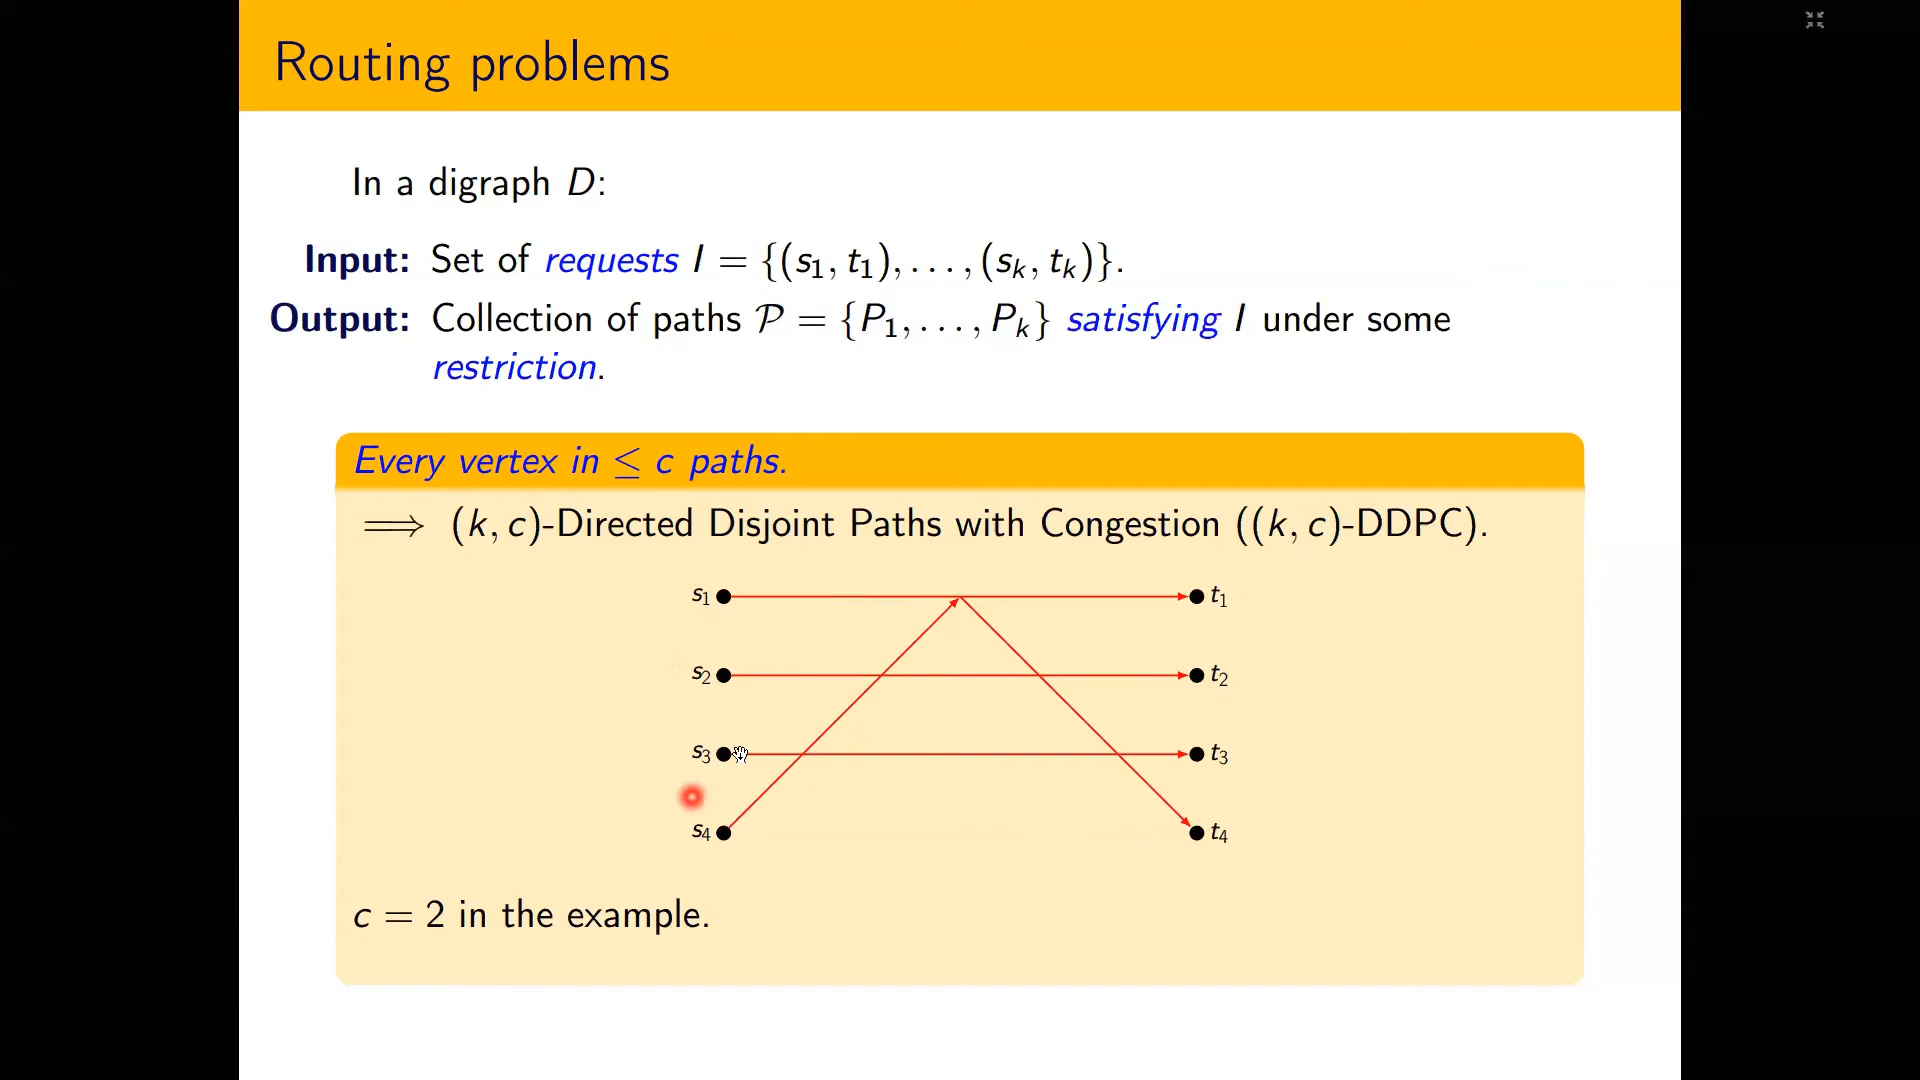 Routing problems
In a digraph D:
Input: Set of requests I = {(s₁, t₁), . . . , (sₖ, tₖ)}.
Output: Collection of paths 𝒫 = {P₁, . . . , Pₖ} satisfying I under some
restriction.
Every vertex in ≤ c paths.
⟹ (k, c)-Directed Disjoint Paths with Congestion ((k, c)-DDPC).
s₁ t₁
s₂ t₂
s₃ t₃
s₄ t₄
c = 2 in the example.